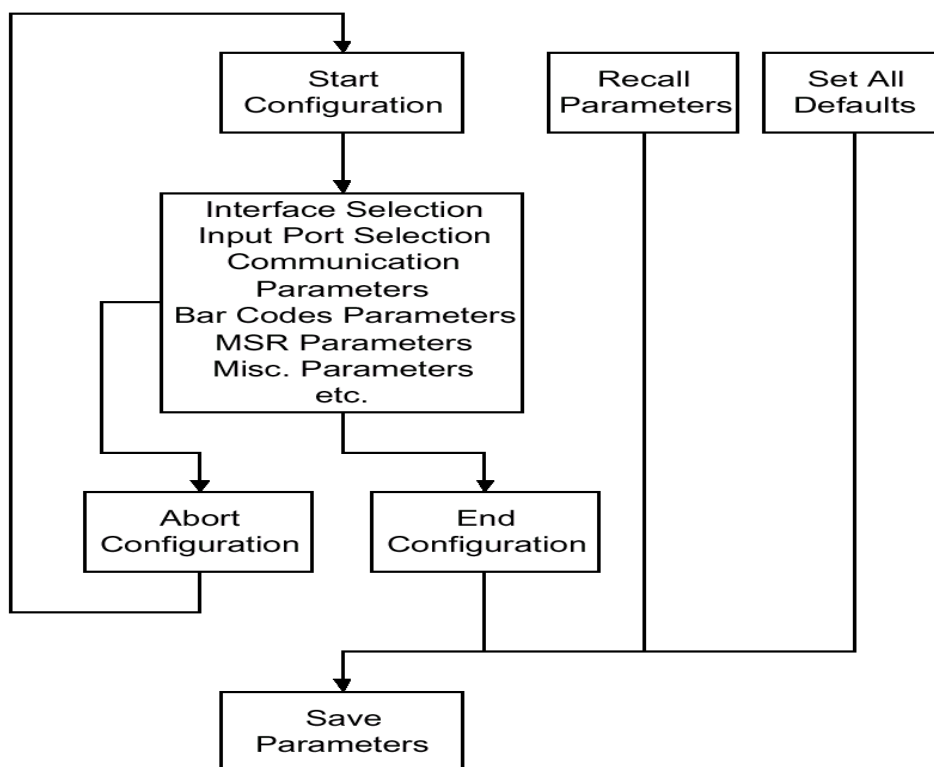 Start
Configuration
Recall
Parameters
Set All
Defaults
Interface Selection
Input Port Selection
Communication
Parameters
Bar Codes Parameters
MSR Parameters
Misc. Parameters
etc.
Abort
Configuration
End
Configuration
Save
Parameters